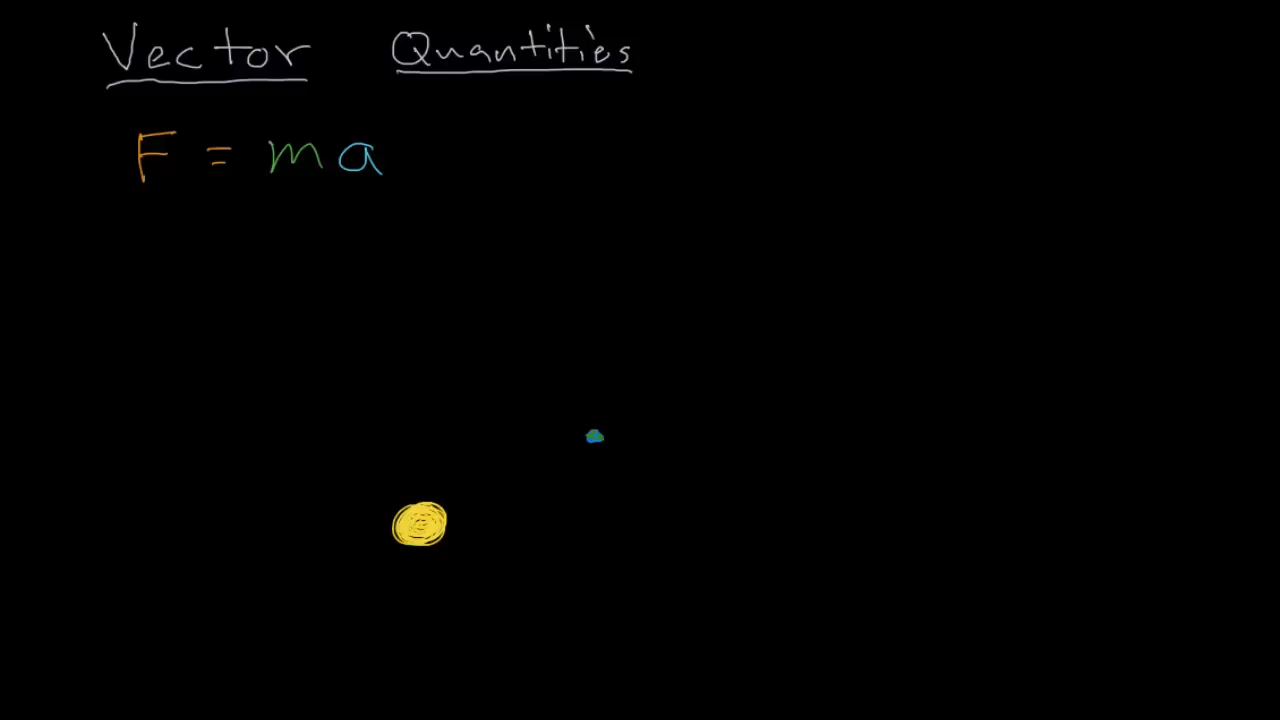 Vector Quantities
F = ma